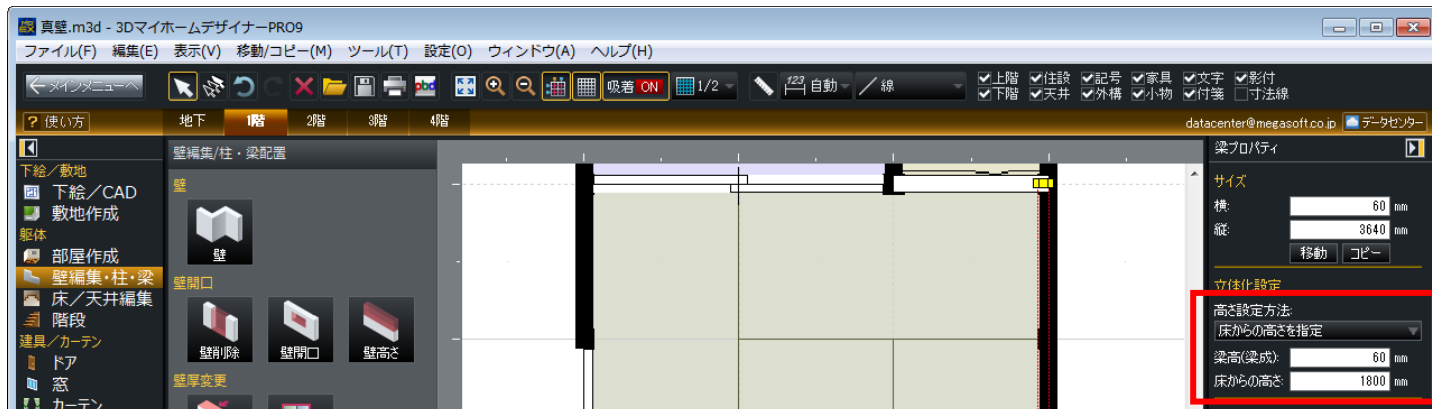 真壁.m3d - 3DマイホームデザイナーPRO9
ファイル(F) 編集(E) 表示(V) 移動/コピー(M) ツール(T) 設定(O) ウィンドウ(A) ヘルプ(H)
←メインメニューへ
pbd
吸着 ON
1/2
123 自動
線
上階 住設 記号 家具 文字 影付
下階 天井 外構 小物 付箋 寸法線
? 使い方
地下 1階 2階 3階 4階
datacenter@megasoft.co.jp データセンター
下絵/敷地
下絵/CAD
敷地作成
躯体
部屋作成
壁編集・柱・梁
床/天井編集
階段
建具/カーテン
ドア
窓
カーテン
壁編集/柱・梁配置
壁
壁
壁開口
壁削除 壁開口 壁高さ
壁厚変更
梁プロパティ
サイズ
横: 60 mm
縦: 3640 mm
移動 コピー
立体化設定
高さ設定方法:
床からの高さを指定
梁高(梁成): 60 mm
床からの高さ: 1800 mm